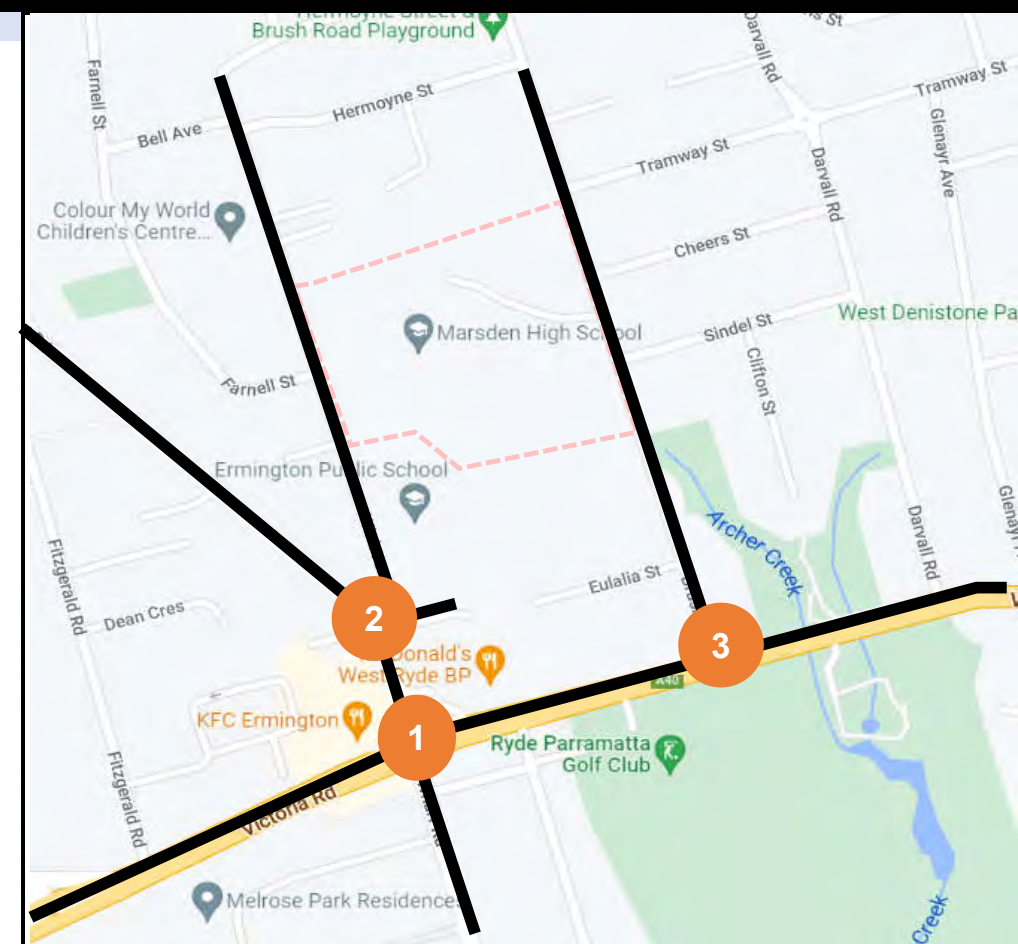 Hermoyne Street &
Brush Road Playground
Farnell St
Darvall Rd
Tramway St
Hermoyne St
Bell Ave
Glenayr Ave
Tramway St
Darvall Rd
Colour My World
Children's Centre...
Cheers St
West Denistone Pa
Marsden High School
Sindel St
Clifton St
Farnell St
Ermington Public School
Archer Creek
Darvall Rd
Fitzgerald Rd
Eulalia St
Dean Cres
2
3
West Ryde BP
A40
KFC Ermington
1
Ryde Parramatta
Golf Club
Fitzgerald Rd
Victoria Rd
Melrose Park Residences
Creek